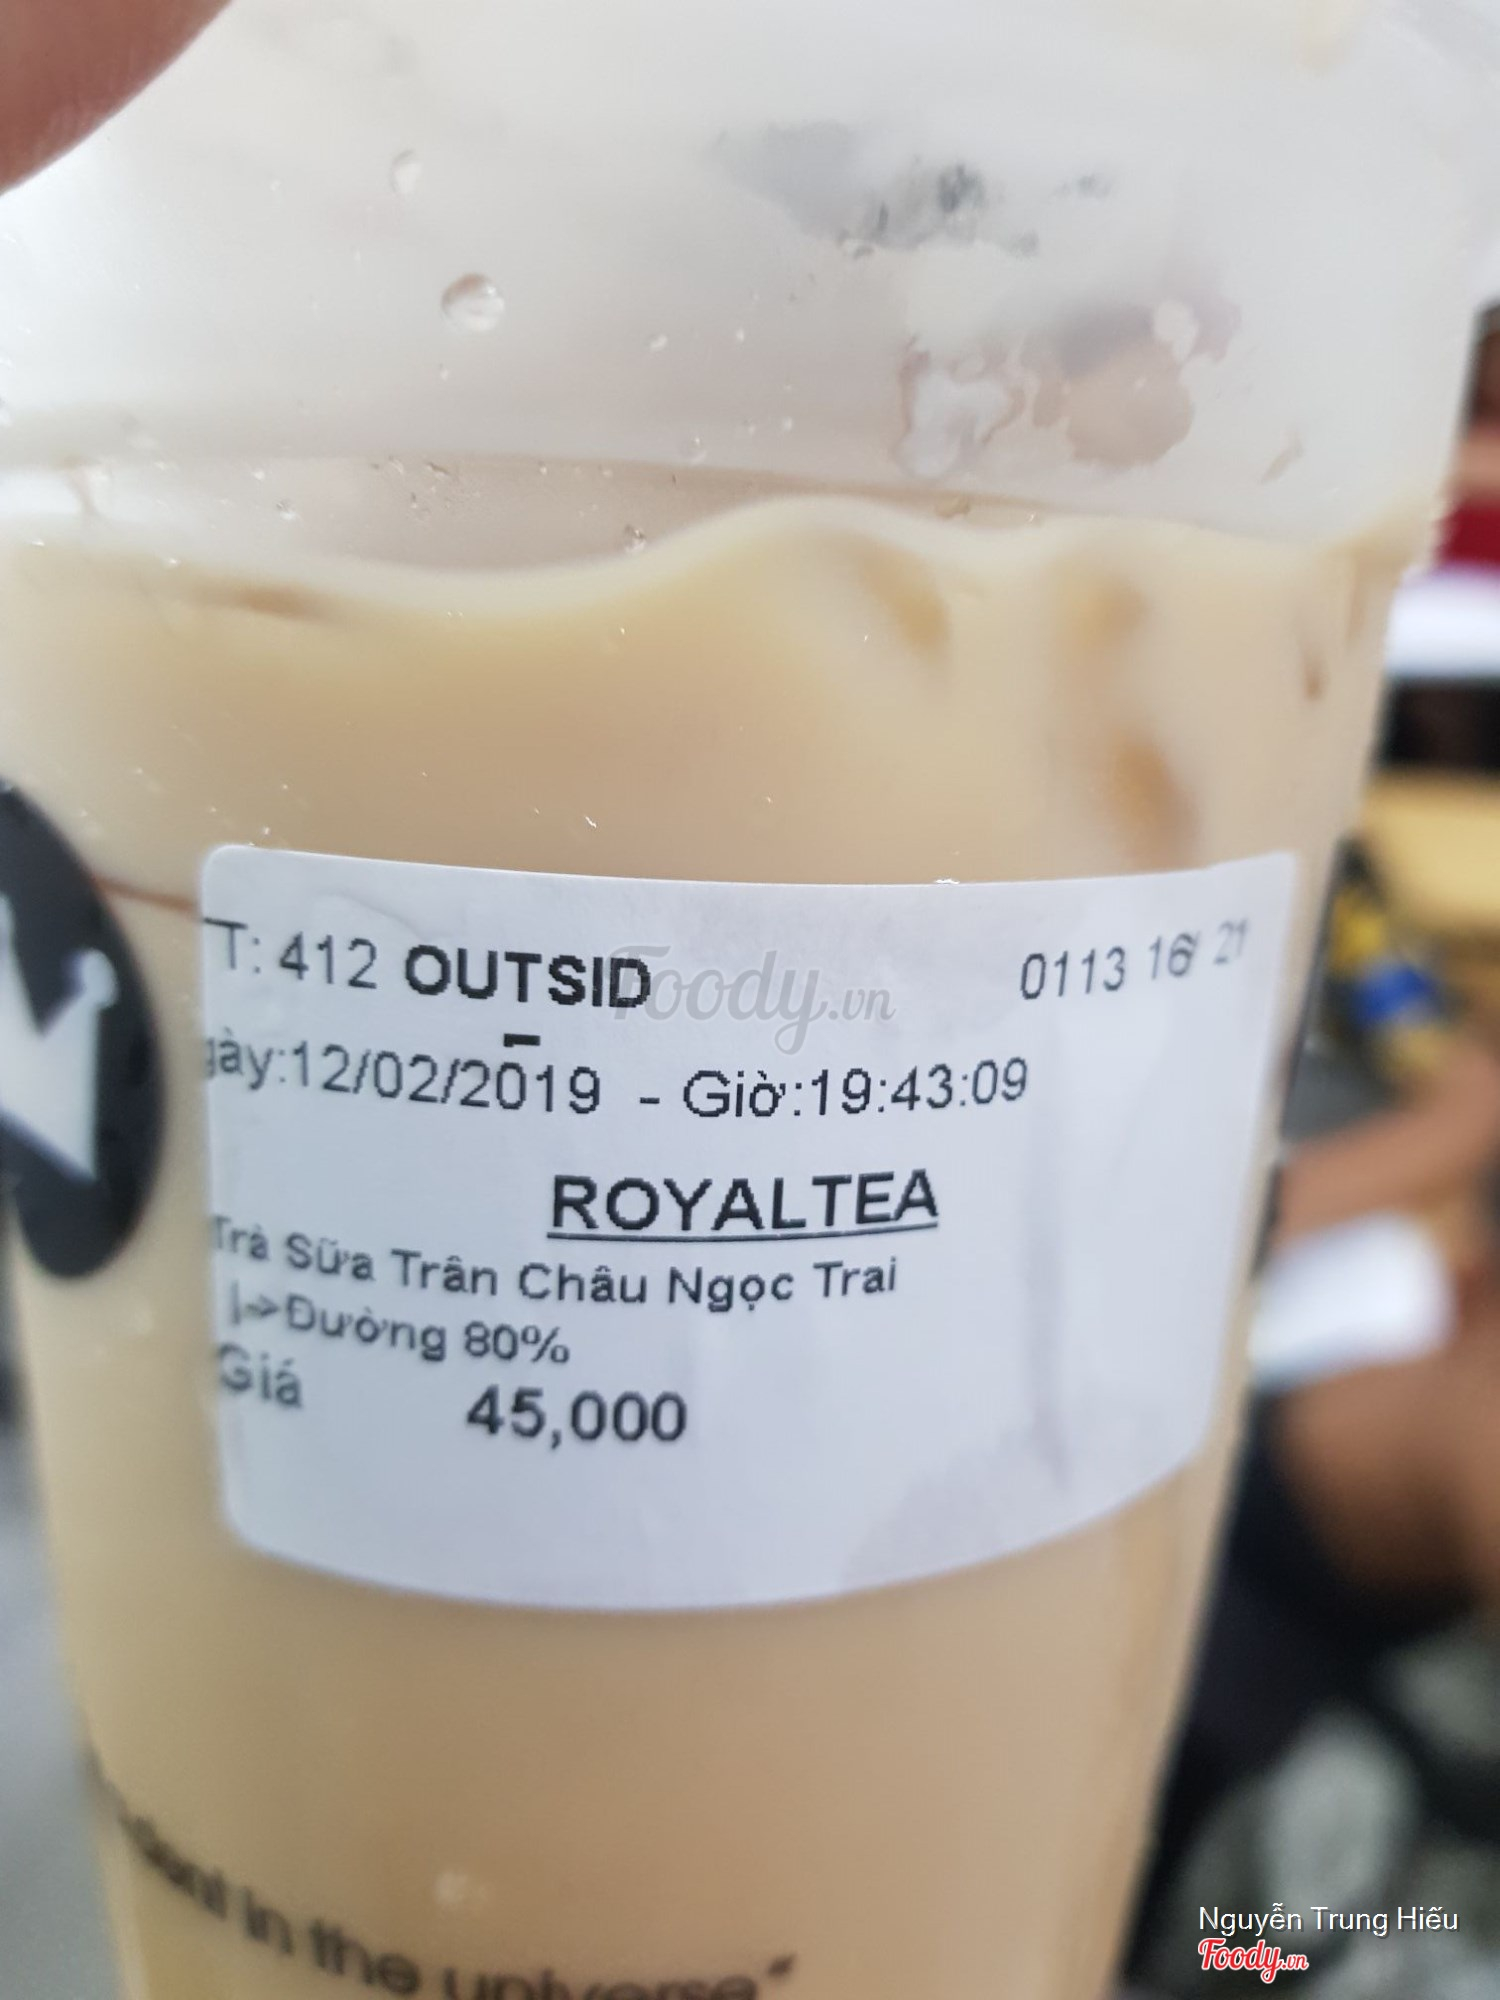 T: 412 OUTSID 0113 16/ 21
gày:12/02/2019 - Giờ:19:43:09
ROYALTEA
Trà Sữa Trân Châu Ngọc Trai
|->Đường 80%
Giá 45,000
in the universe"
Foody.vn
Nguyễn Trung Hiếu
Foody.vn